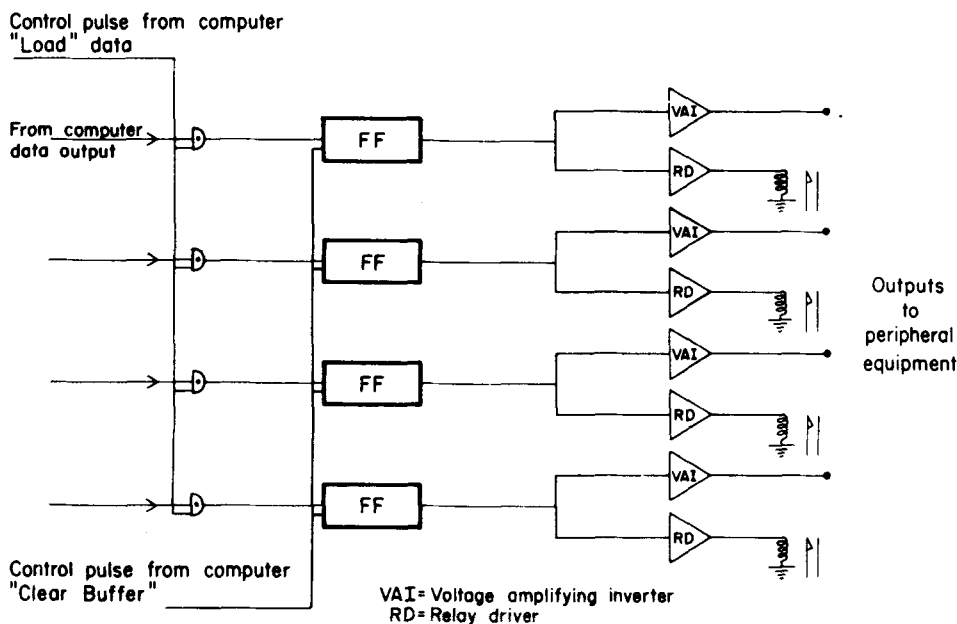 Control pulse from computer
"Load" data
From computer
data output
FF
VAI
RD
FF
VAI
RD
FF
VAI
RD
FF
VAI
RD
Outputs
to
peripheral
equipment
Control pulse from computer
"Clear Buffer"
VAI= Voltage amplifying inverter
RD= Relay driver